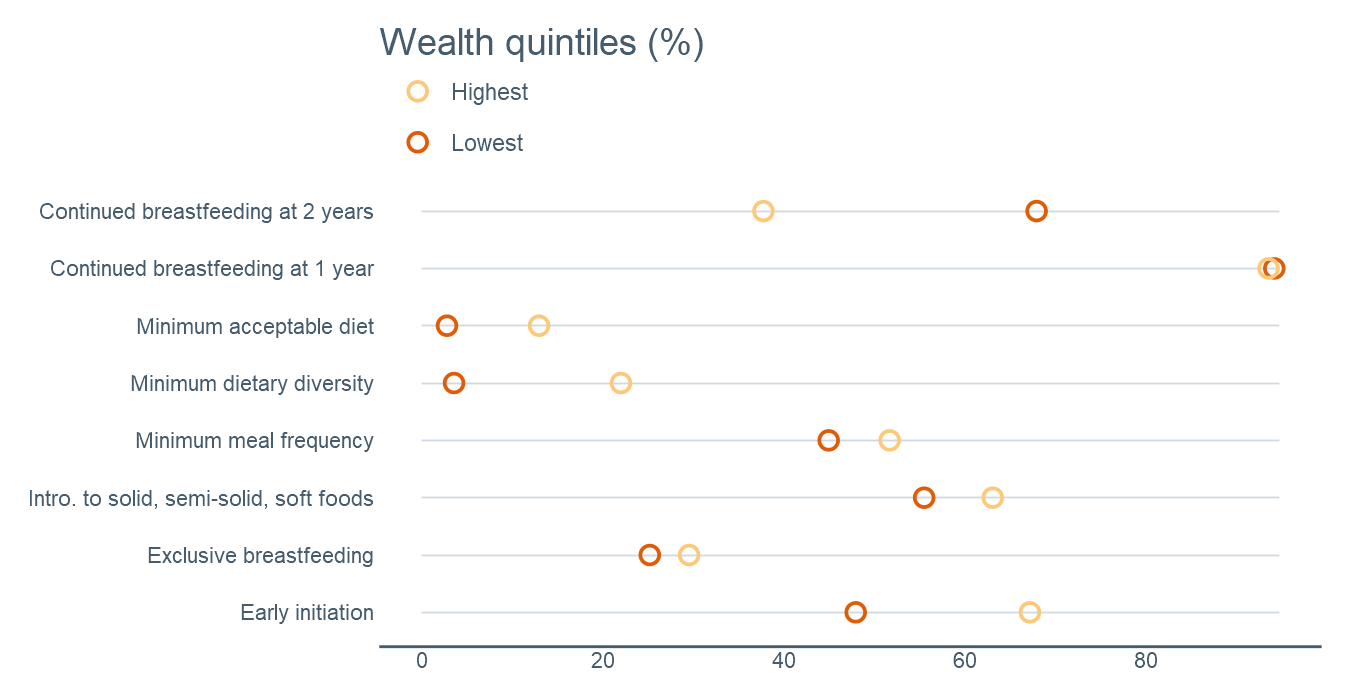 Wealth quintiles (%)
Highest
Lowest
Continued breastfeeding at 2 years
Continued breastfeeding at 1 year
Minimum acceptable diet
Minimum dietary diversity
Minimum meal frequency
Intro. to solid, semi-solid, soft foods
Exclusive breastfeeding
Early initiation
0 20 40 60 80